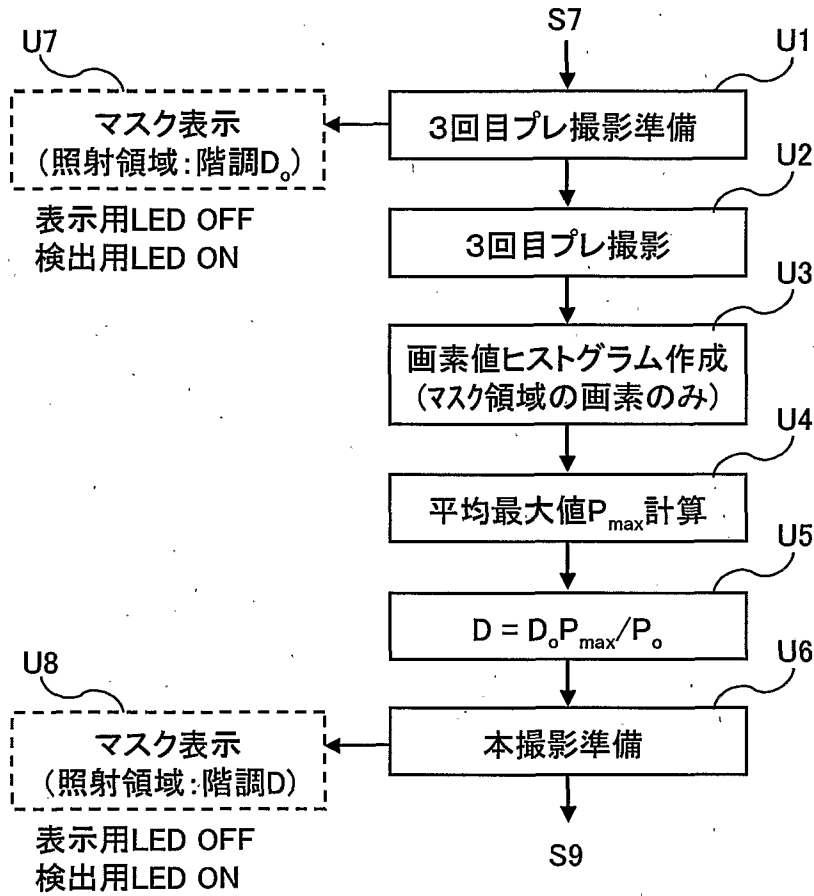 S7
U7
U1
マスク表示
(照射領域:階調D₀)
3回目プレ撮影準備
表示用LED OFF
検出用LED ON
U2
3回目プレ撮影
U3
画素値ヒストグラム作成
(マスク領域の画素のみ)
U4
平均最大値Pmax計算
U5
D = D₀Pmax/P₀
U8
U6
マスク表示
(照射領域:階調D)
本撮影準備
表示用LED OFF
検出用LED ON
S9